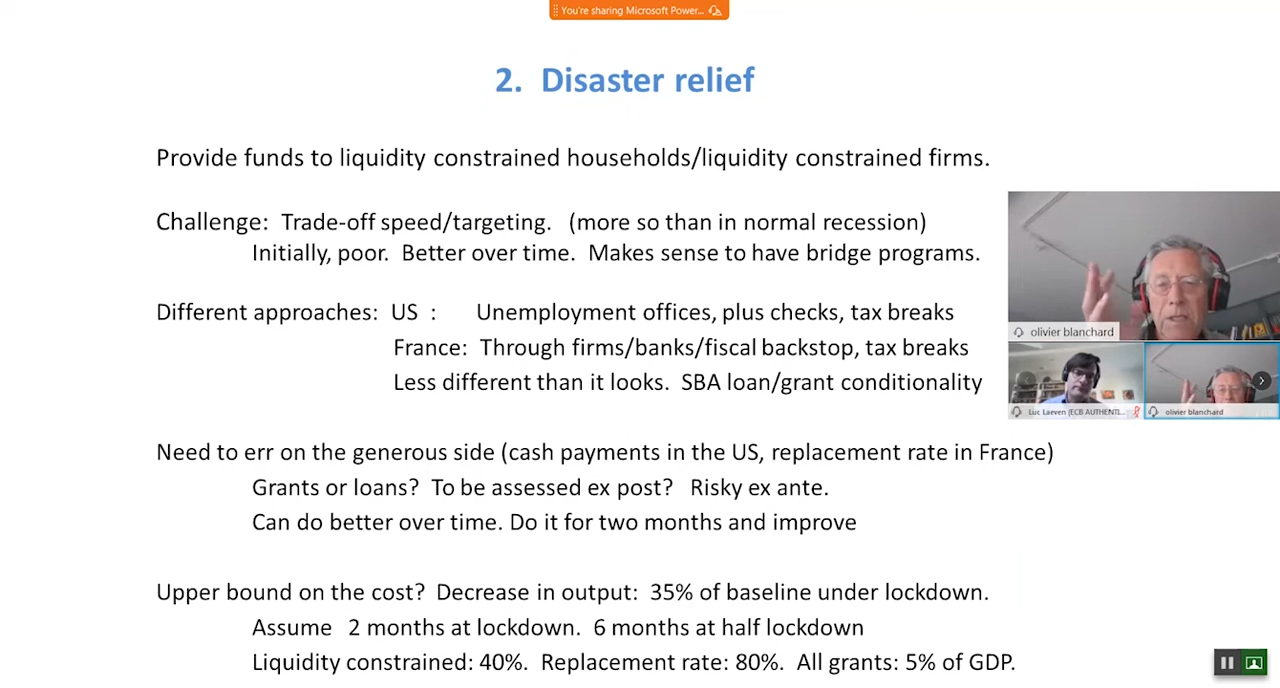 You're sharing Microsoft Power...
2. Disaster relief
Provide funds to liquidity constrained households/liquidity constrained firms.
Challenge: Trade-off speed/targeting. (more so than in normal recession)
Initially, poor. Better over time. Makes sense to have bridge programs.
Different approaches: US : Unemployment offices, plus checks, tax breaks
France: Through firms/banks/fiscal backstop, tax breaks
Less different than it looks. SBA loan/grant conditionality
olivier blanchard
Luc Laeven (ECB AUTHENTI...
olivier blanchard
Need to err on the generous side (cash payments in the US, replacement rate in France)
Grants or loans? To be assessed ex post? Risky ex ante.
Can do better over time. Do it for two months and improve
Upper bound on the cost? Decrease in output: 35% of baseline under lockdown.
Assume 2 months at lockdown. 6 months at half lockdown
Liquidity constrained: 40%. Replacement rate: 80%. All grants: 5% of GDP.